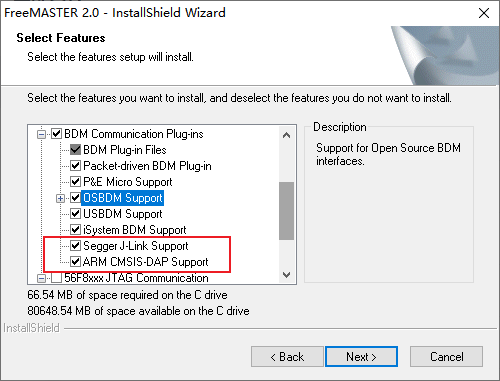 FreeMASTER 2.0 - InstallShield Wizard
Select Features
Select the features setup will install.
Select the features you want to install, and deselect the features you do not want to install.
BDM Communication Plug-ins
BDM Plug-in Files
Packet-driven BDM Plug-in
P&E Micro Support
OSBDM Support
USBDM Support
iSystem BDM Support
Segger J-Link Support
ARM CMSIS-DAP Support
56F8xxx JTAG Communication
Description
Support for Open Source BDM
interfaces.
66.54 MB of space required on the C drive
80648.54 MB of space available on the C drive
InstallShield
< Back
Next >
Cancel